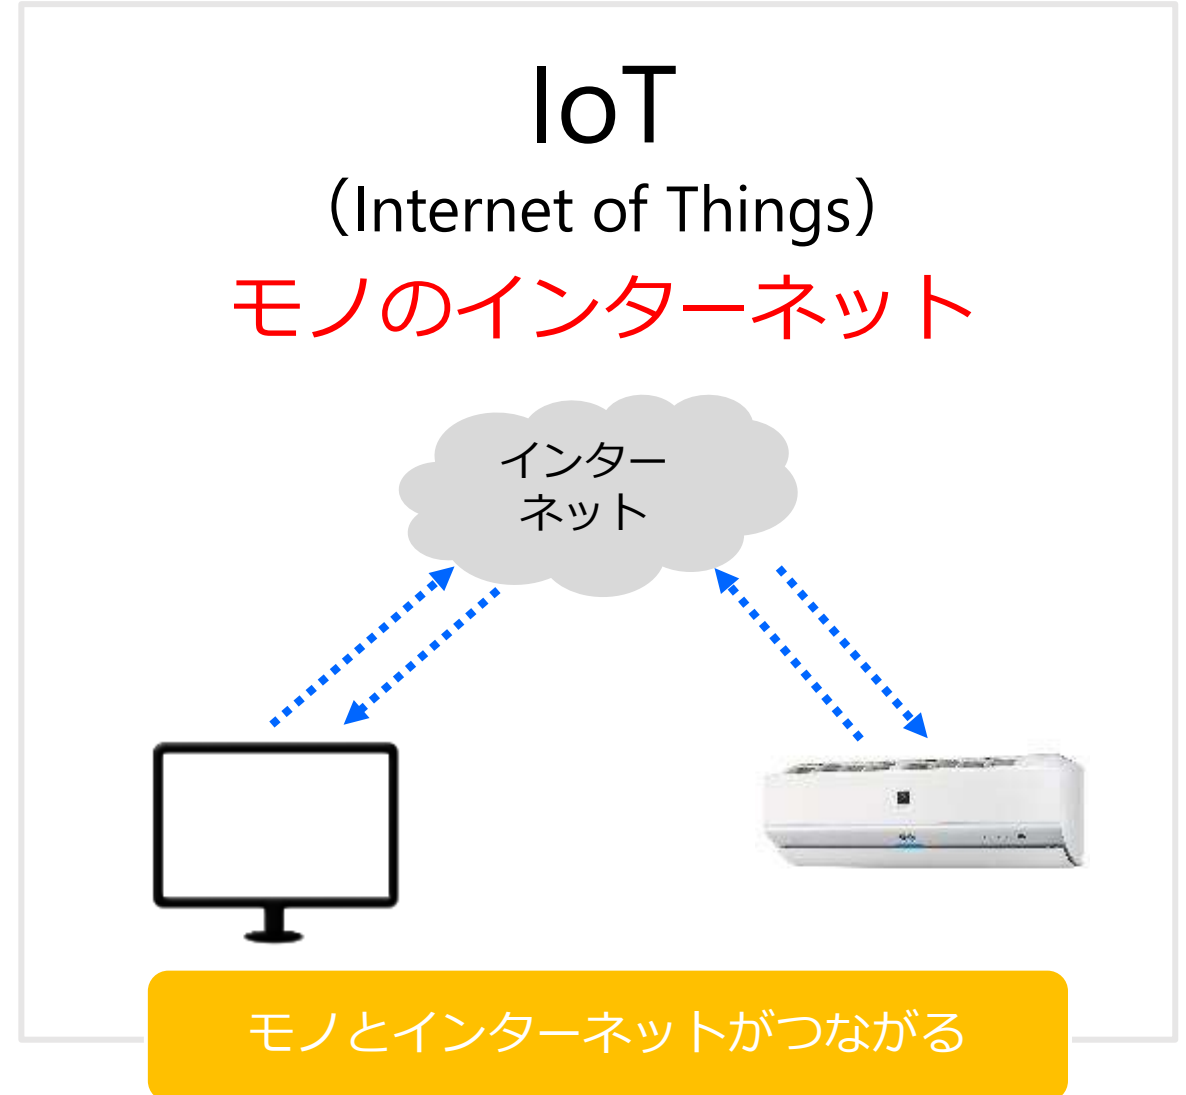 IoT
（Internet of Things）
モノのインターネット
インター
ネット
モノとインターネットがつながる